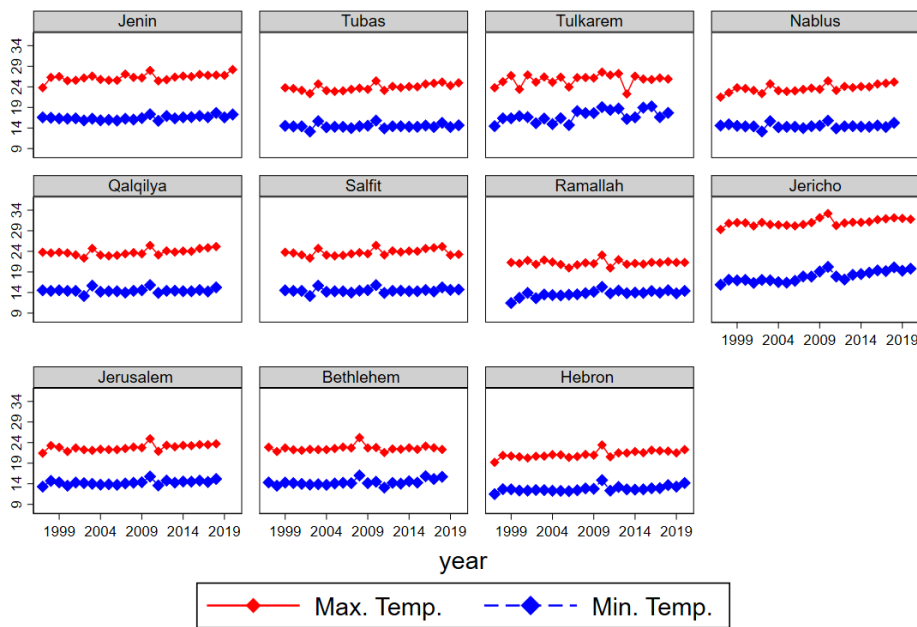 Jenin Tubas Tulkarem Nablus
34
29
24
19
14
9
Qalqilya Salfit Ramallah Jericho
34
29
24
19
14
9
1999 2004 2009 2014 2019
Jerusalem Bethlehem Hebron
34
29
24
19
14
9
1999 2004 2009 2014 2019 1999 2004 2009 2014 2019 1999 2004 2009 2014 2019
year
Max. Temp. Min. Temp.